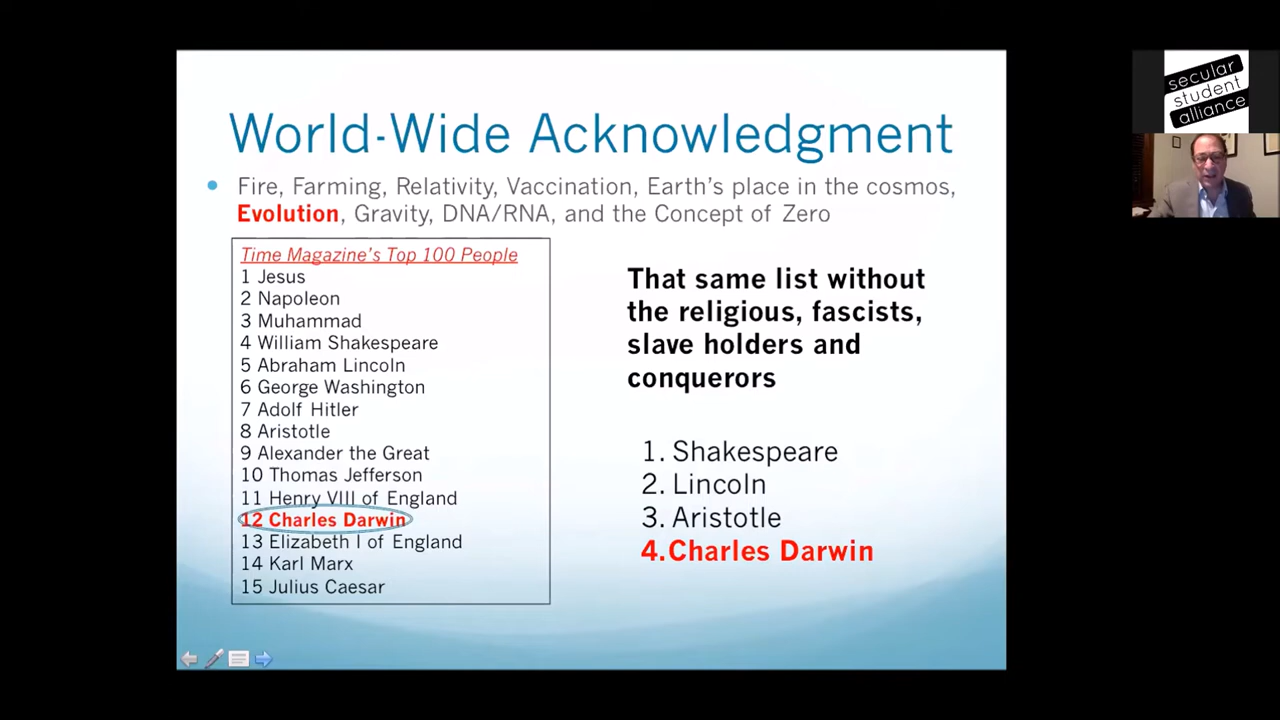 World-Wide Acknowledgment
Fire, Farming, Relativity, Vaccination, Earth's place in the cosmos,
Evolution, Gravity, DNA/RNA, and the Concept of Zero
Time Magazine's Top 100 People
1 Jesus
2 Napoleon
3 Muhammad
4 William Shakespeare
5 Abraham Lincoln
6 George Washington
7 Adolf Hitler
8 Aristotle
9 Alexander the Great
10 Thomas Jefferson
11 Henry VIII of England
12 Charles Darwin
13 Elizabeth I of England
14 Karl Marx
15 Julius Caesar
That same list without
the religious, fascists,
slave holders and
conquerors
1. Shakespeare
2. Lincoln
3. Aristotle
4.Charles Darwin
secular
student
alliance